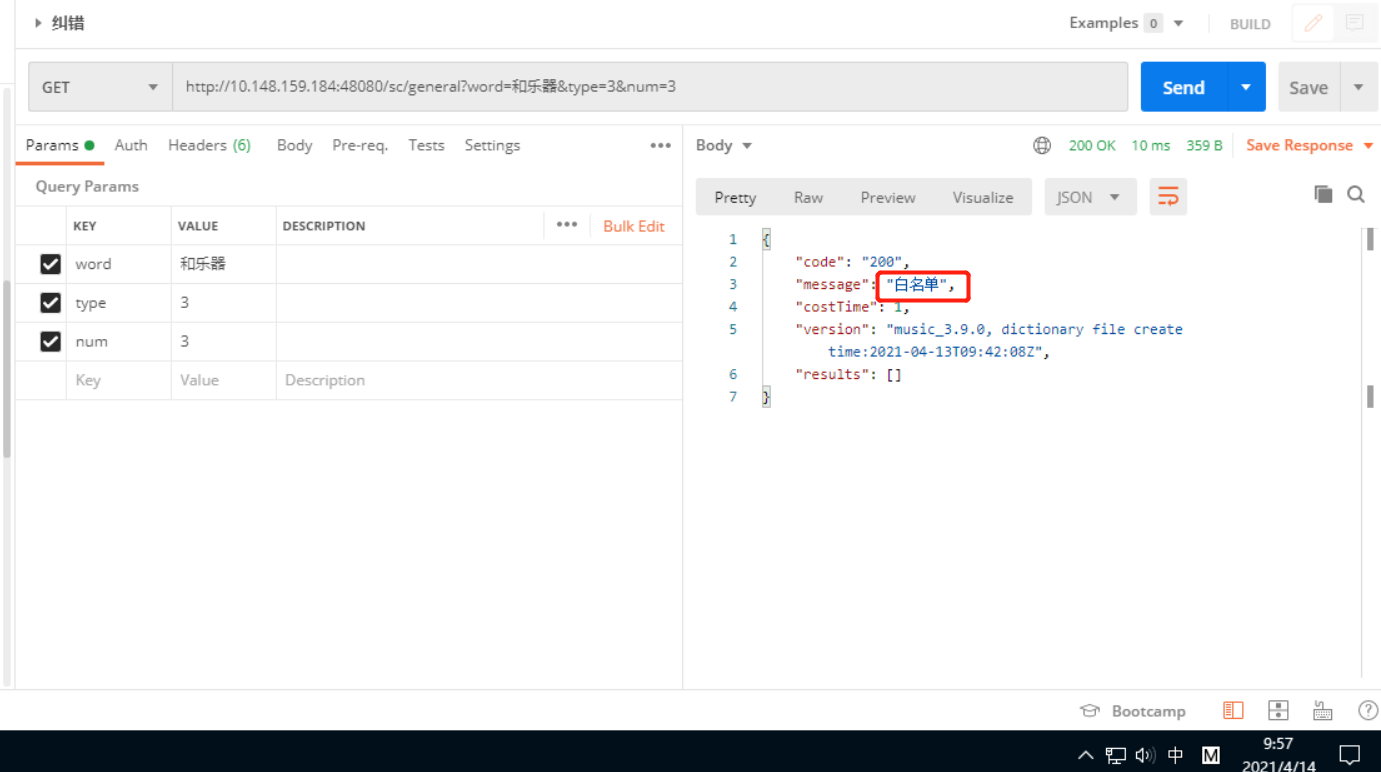 纠错
Examples 0
BUILD
GET
http://10.148.159.184:48080/sc/general?word=和乐器&type=3&num=3
Send
Save
Params Auth Headers (6) Body Pre-req. Tests Settings
Query Params
KEY VALUE DESCRIPTION Bulk Edit
word 和乐器
type 3
num 3
Key Value Description
Body 200 OK 10 ms 359 B Save Response
Pretty Raw Preview Visualize JSON
1 {
2 "code": "200",
3 "message": "白名单",
4 "costTime": 1,
5 "version": "music_3.9.0, dictionary file create
time:2021-04-13T09:42:08Z",
6 "results": []
7 }
Bootcamp
中 M 9:57
2021/4/14